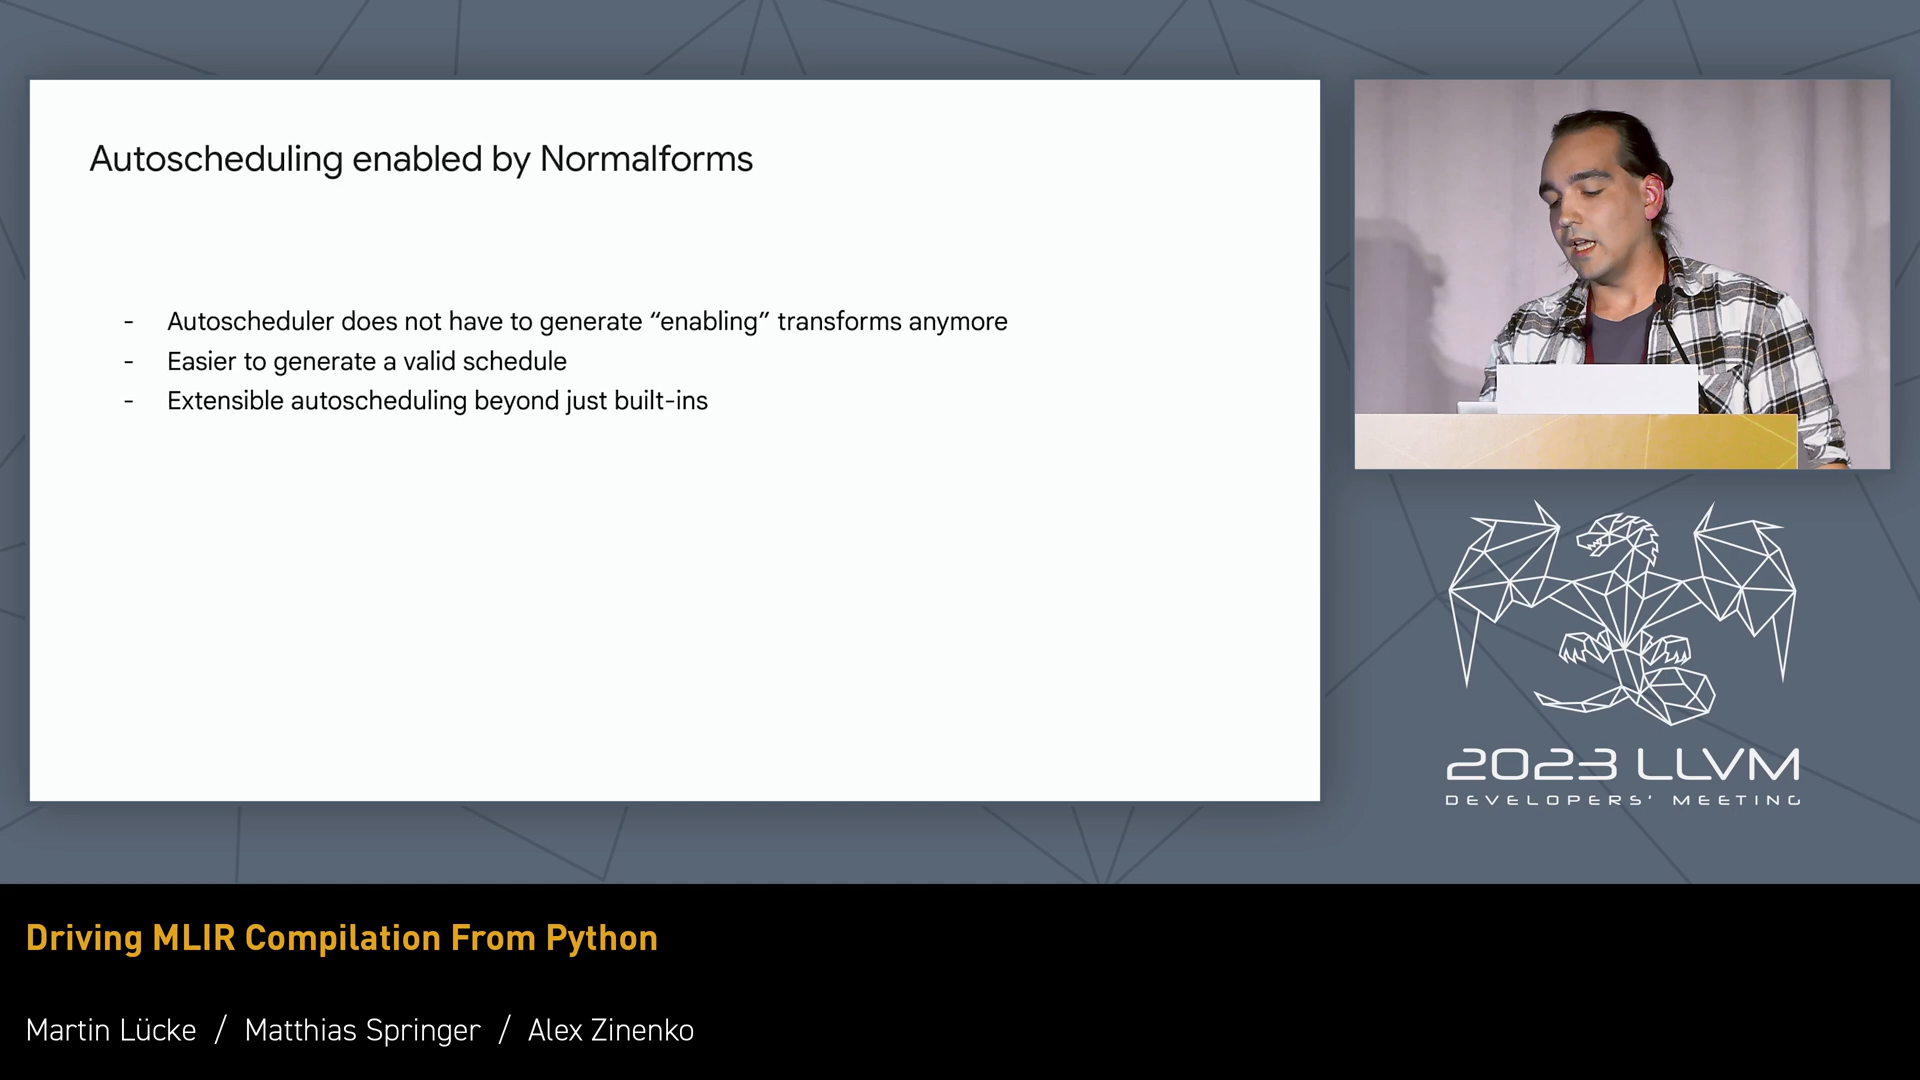 Autoscheduling enabled by Normalforms
- Autoscheduler does not have to generate “enabling” transforms anymore
- Easier to generate a valid schedule
- Extensible autoscheduling beyond just built-ins
2023 LLVM
DEVELOPERS' MEETING
Driving MLIR Compilation From Python
Martin Lücke / Matthias Springer / Alex Zinenko